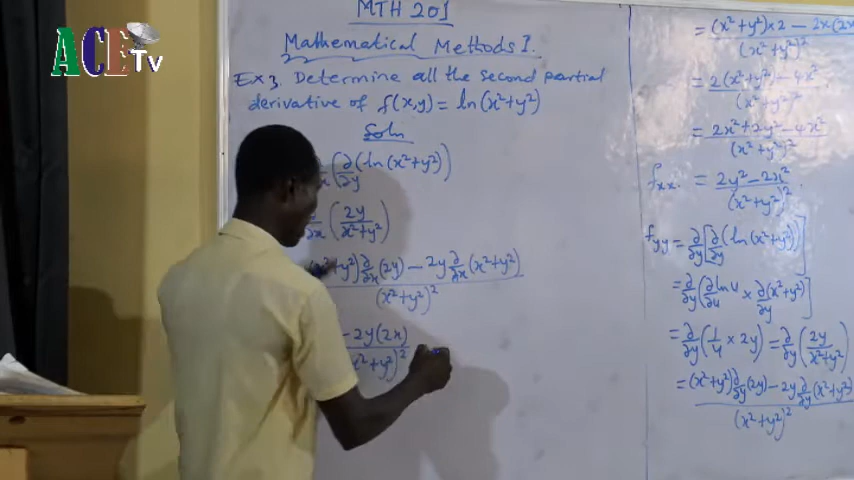 ACE TV
MTH 201
Mathematical Methods I.
Ex 3. Determine all the second partial
derivative of f(x,y) = ln(x²+y²)
Soln
(∂/∂y (ln(x²+y²))
∂/∂x (2y/(x²+y²))
(x²+y²) ∂/∂x (2y) − 2y ∂/∂x (x²+y²)
(x²+y²)²
− 2y(2x)
x²+y²)²
= (x²+y²)×2 − 2x(2x
(x²+y²)²
= 2(x²+y²) − 4x²
(x²+y²)²
= 2x²+2y² − 4x²
(x²+y²)²
fxx. = 2y² − 2x²
(x²+y²)².
fyy = ∂/∂y [∂/∂y (ln(x²+y²))]
= ∂/∂y (∂ln u/∂u × ∂(x²+y²)/∂y]
= ∂/∂y (1/u × 2y) = ∂/∂y (2y/(x²+y²)
= (x²+y²) ∂/∂y (2y) − 2y ∂/∂y (x²+y²)
(x²+y²)²